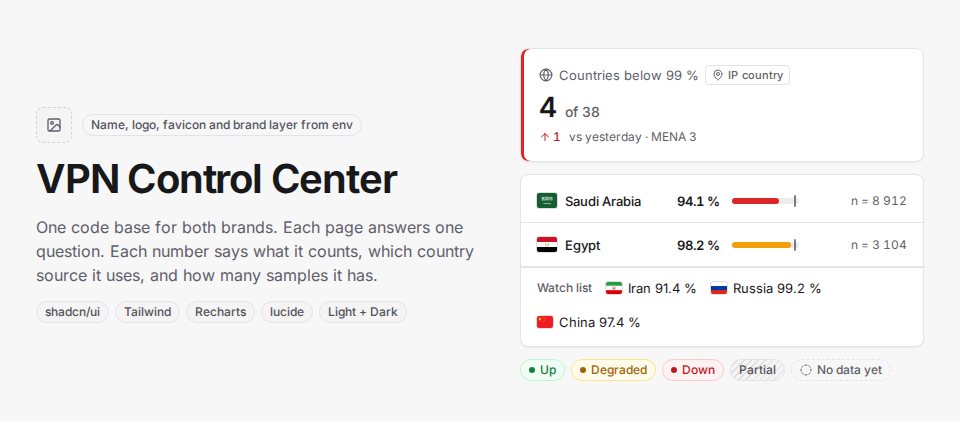 Name, logo, favicon and brand layer from env
VPN Control Center
One code base for both brands. Each page answers one
question. Each number says what it counts, which country
source it uses, and how many samples it has.
shadcn/ui Tailwind Recharts lucide Light + Dark
Countries below 99 % IP country
4 of 38
↑ 1 vs yesterday · MENA 3
Saudi Arabia 94.1 % n = 8 912
Egypt 98.2 % n = 3 104
Watch list Iran 91.4 % Russia 99.2 %
China 97.4 %
Up Degraded Down Partial No data yet